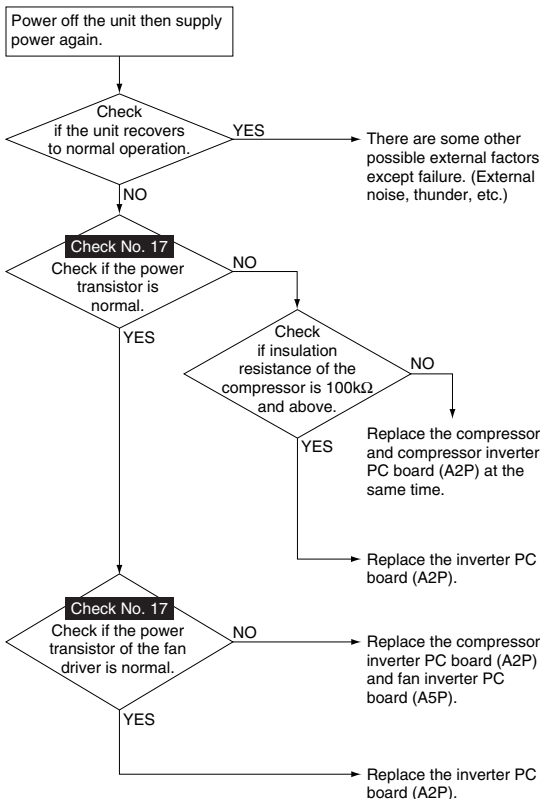 Power off the unit then supply
power again.
Check
if the unit recovers
to normal operation.
YES
There are some other
possible external factors
except failure. (External
noise, thunder, etc.)
NO
Check No. 17
Check if the power
transistor is
normal.
NO
YES
Check
if insulation
resistance of the
compressor is 100kΩ
and above.
NO
Replace the compressor
and compressor inverter
PC board (A2P) at the
same time.
YES
Replace the inverter PC
board (A2P).
Check No. 17
Check if the power
transistor of the fan
driver is normal.
NO
Replace the compressor
inverter PC board (A2P)
and fan inverter PC
board (A5P).
YES
Replace the inverter PC
board (A2P).